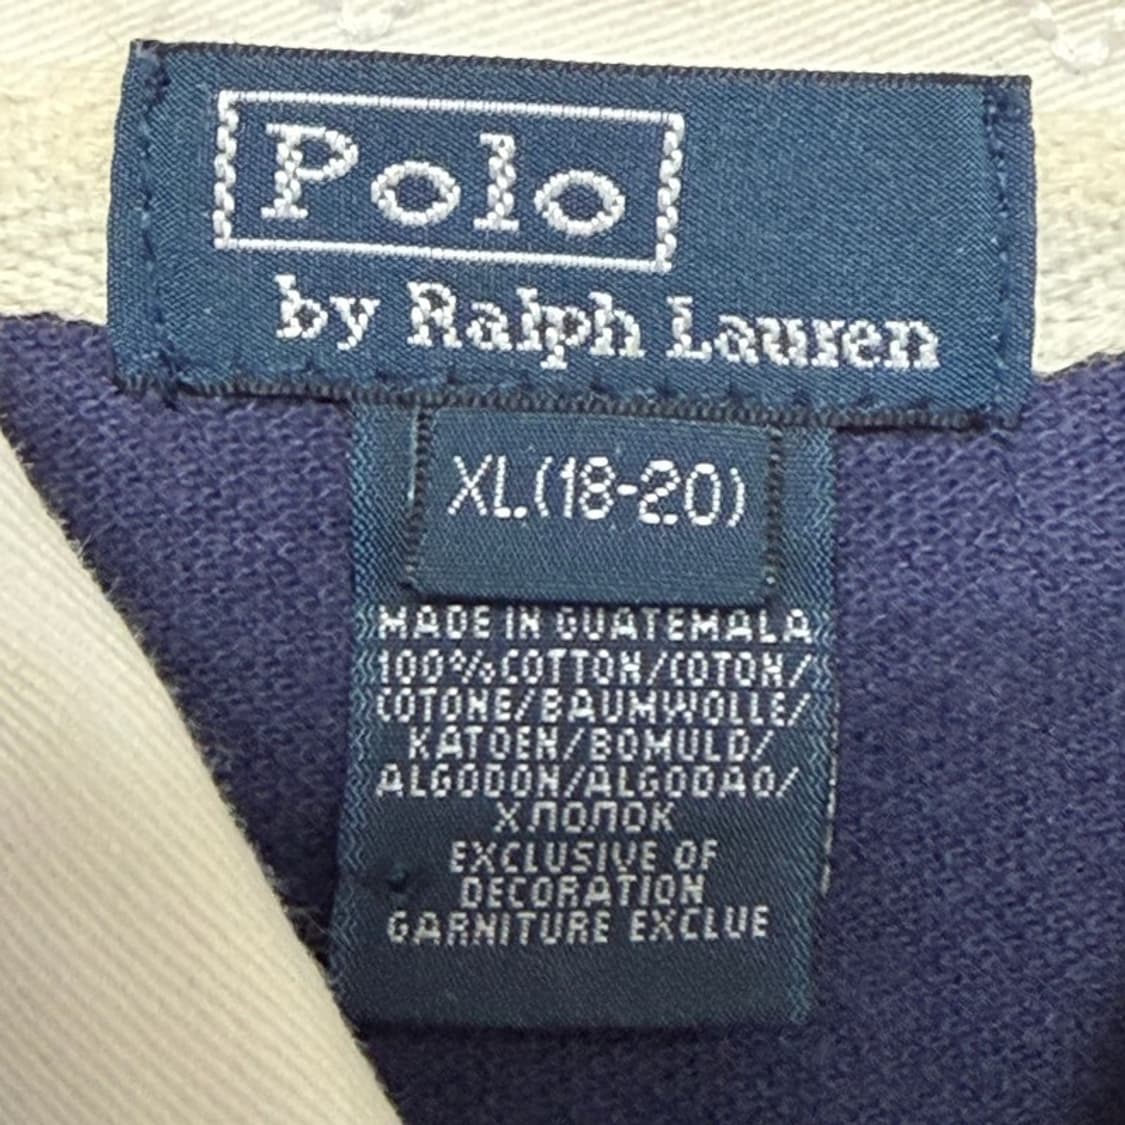 Polo
by Ralph Lauren
XL(18-20)
MADE IN GUATEMALA
100% COTTON/COTON/
COTONE/BAUMWOLLE/
KATOEN/BOMULD/
ALGODON/ALGODAO/
ХЛОПОК
EXCLUSIVE OF
DECORATION
GARNITURE EXCLUE